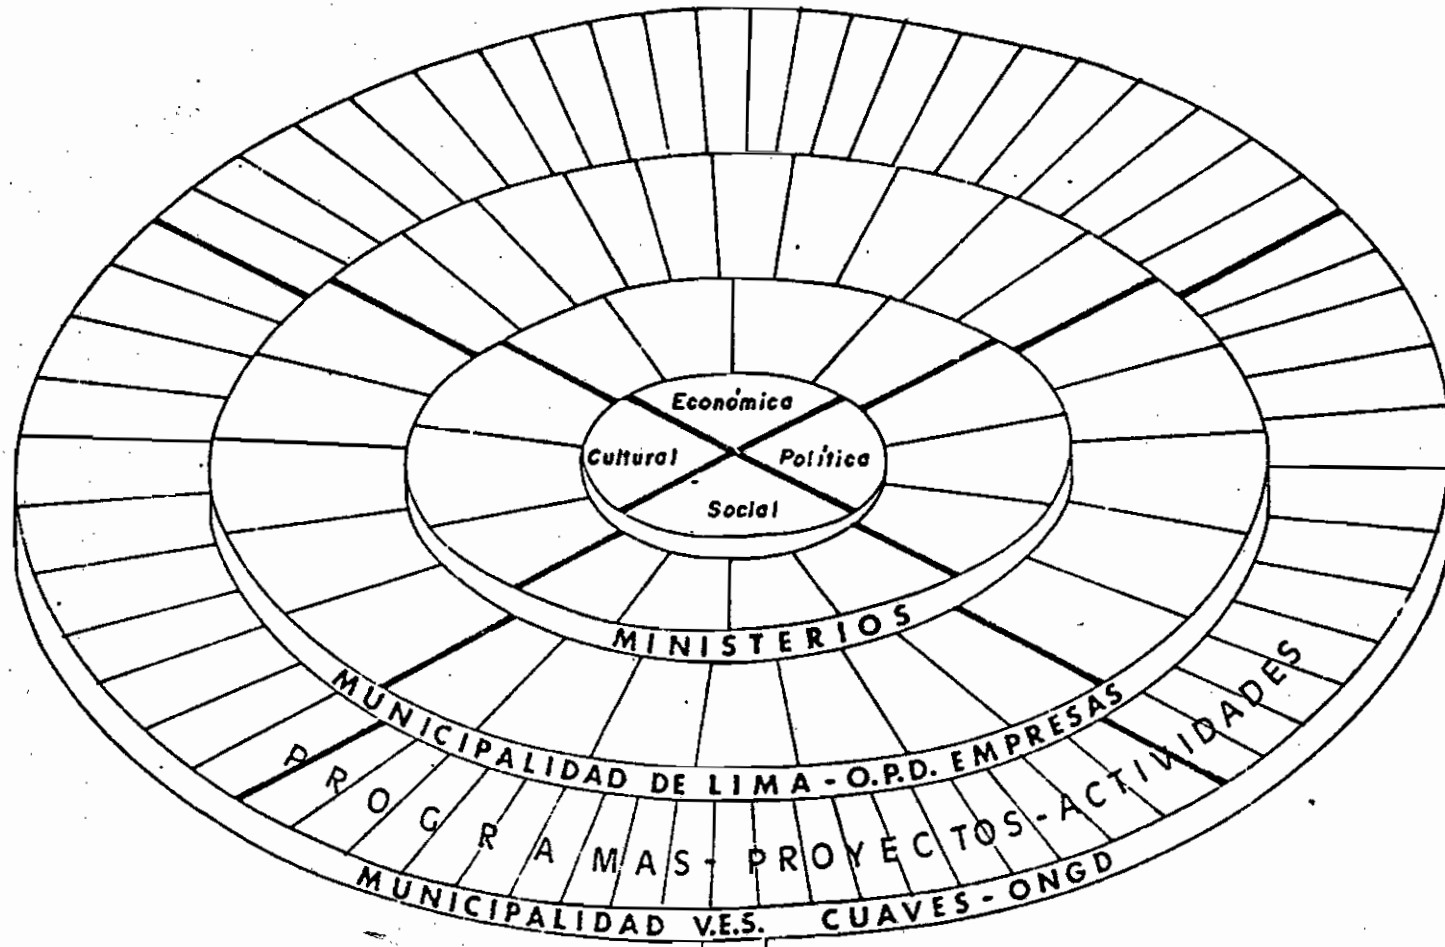 Económica
Cultural
Política
Social
MINISTERIOS
MUNICIPALIDAD DE LIMA - O.P.D. EMPRESAS
PROGRAMAS - PROYECTOS - ACTIVIDADES
MUNICIPALIDAD V.E.S. CUAVES - ONGD